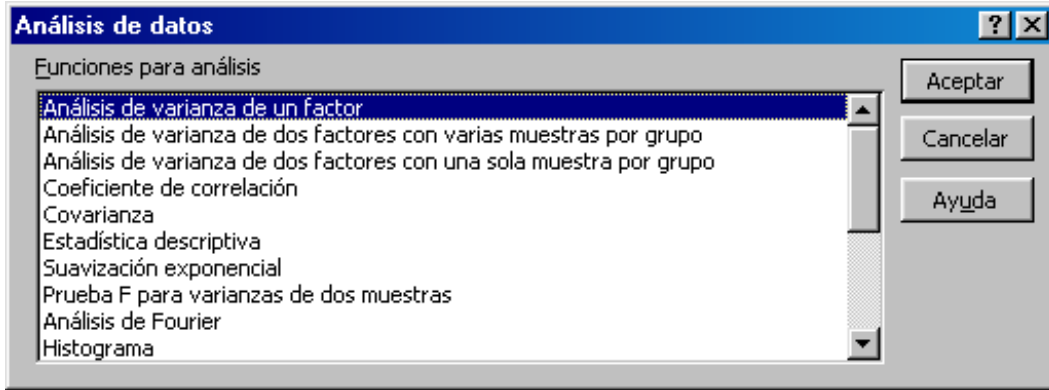 Análisis de datos
Funciones para análisis
Análisis de varianza de un factor
Análisis de varianza de dos factores con varias muestras por grupo
Análisis de varianza de dos factores con una sola muestra por grupo
Coeficiente de correlación
Covarianza
Estadística descriptiva
Suavización exponencial
Prueba F para varianzas de dos muestras
Análisis de Fourier
Histograma
Aceptar
Cancelar
Ayuda